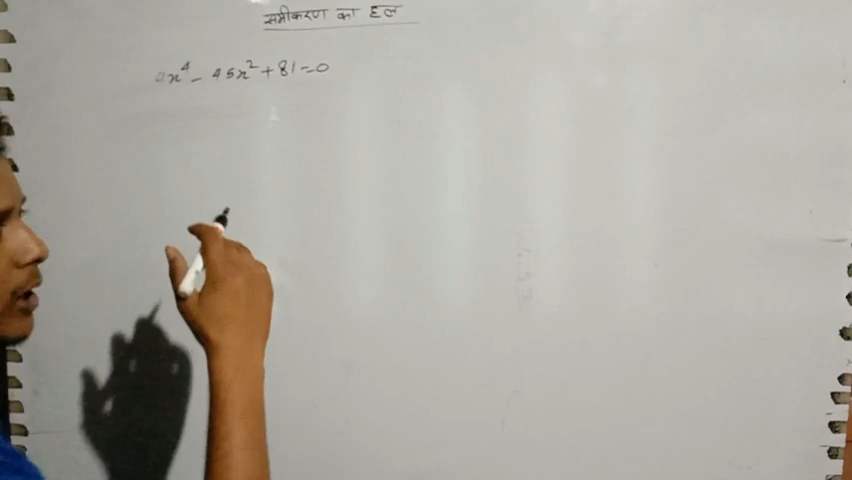 समीकरण का हल
4x⁴ - 45x² + 81 = 0